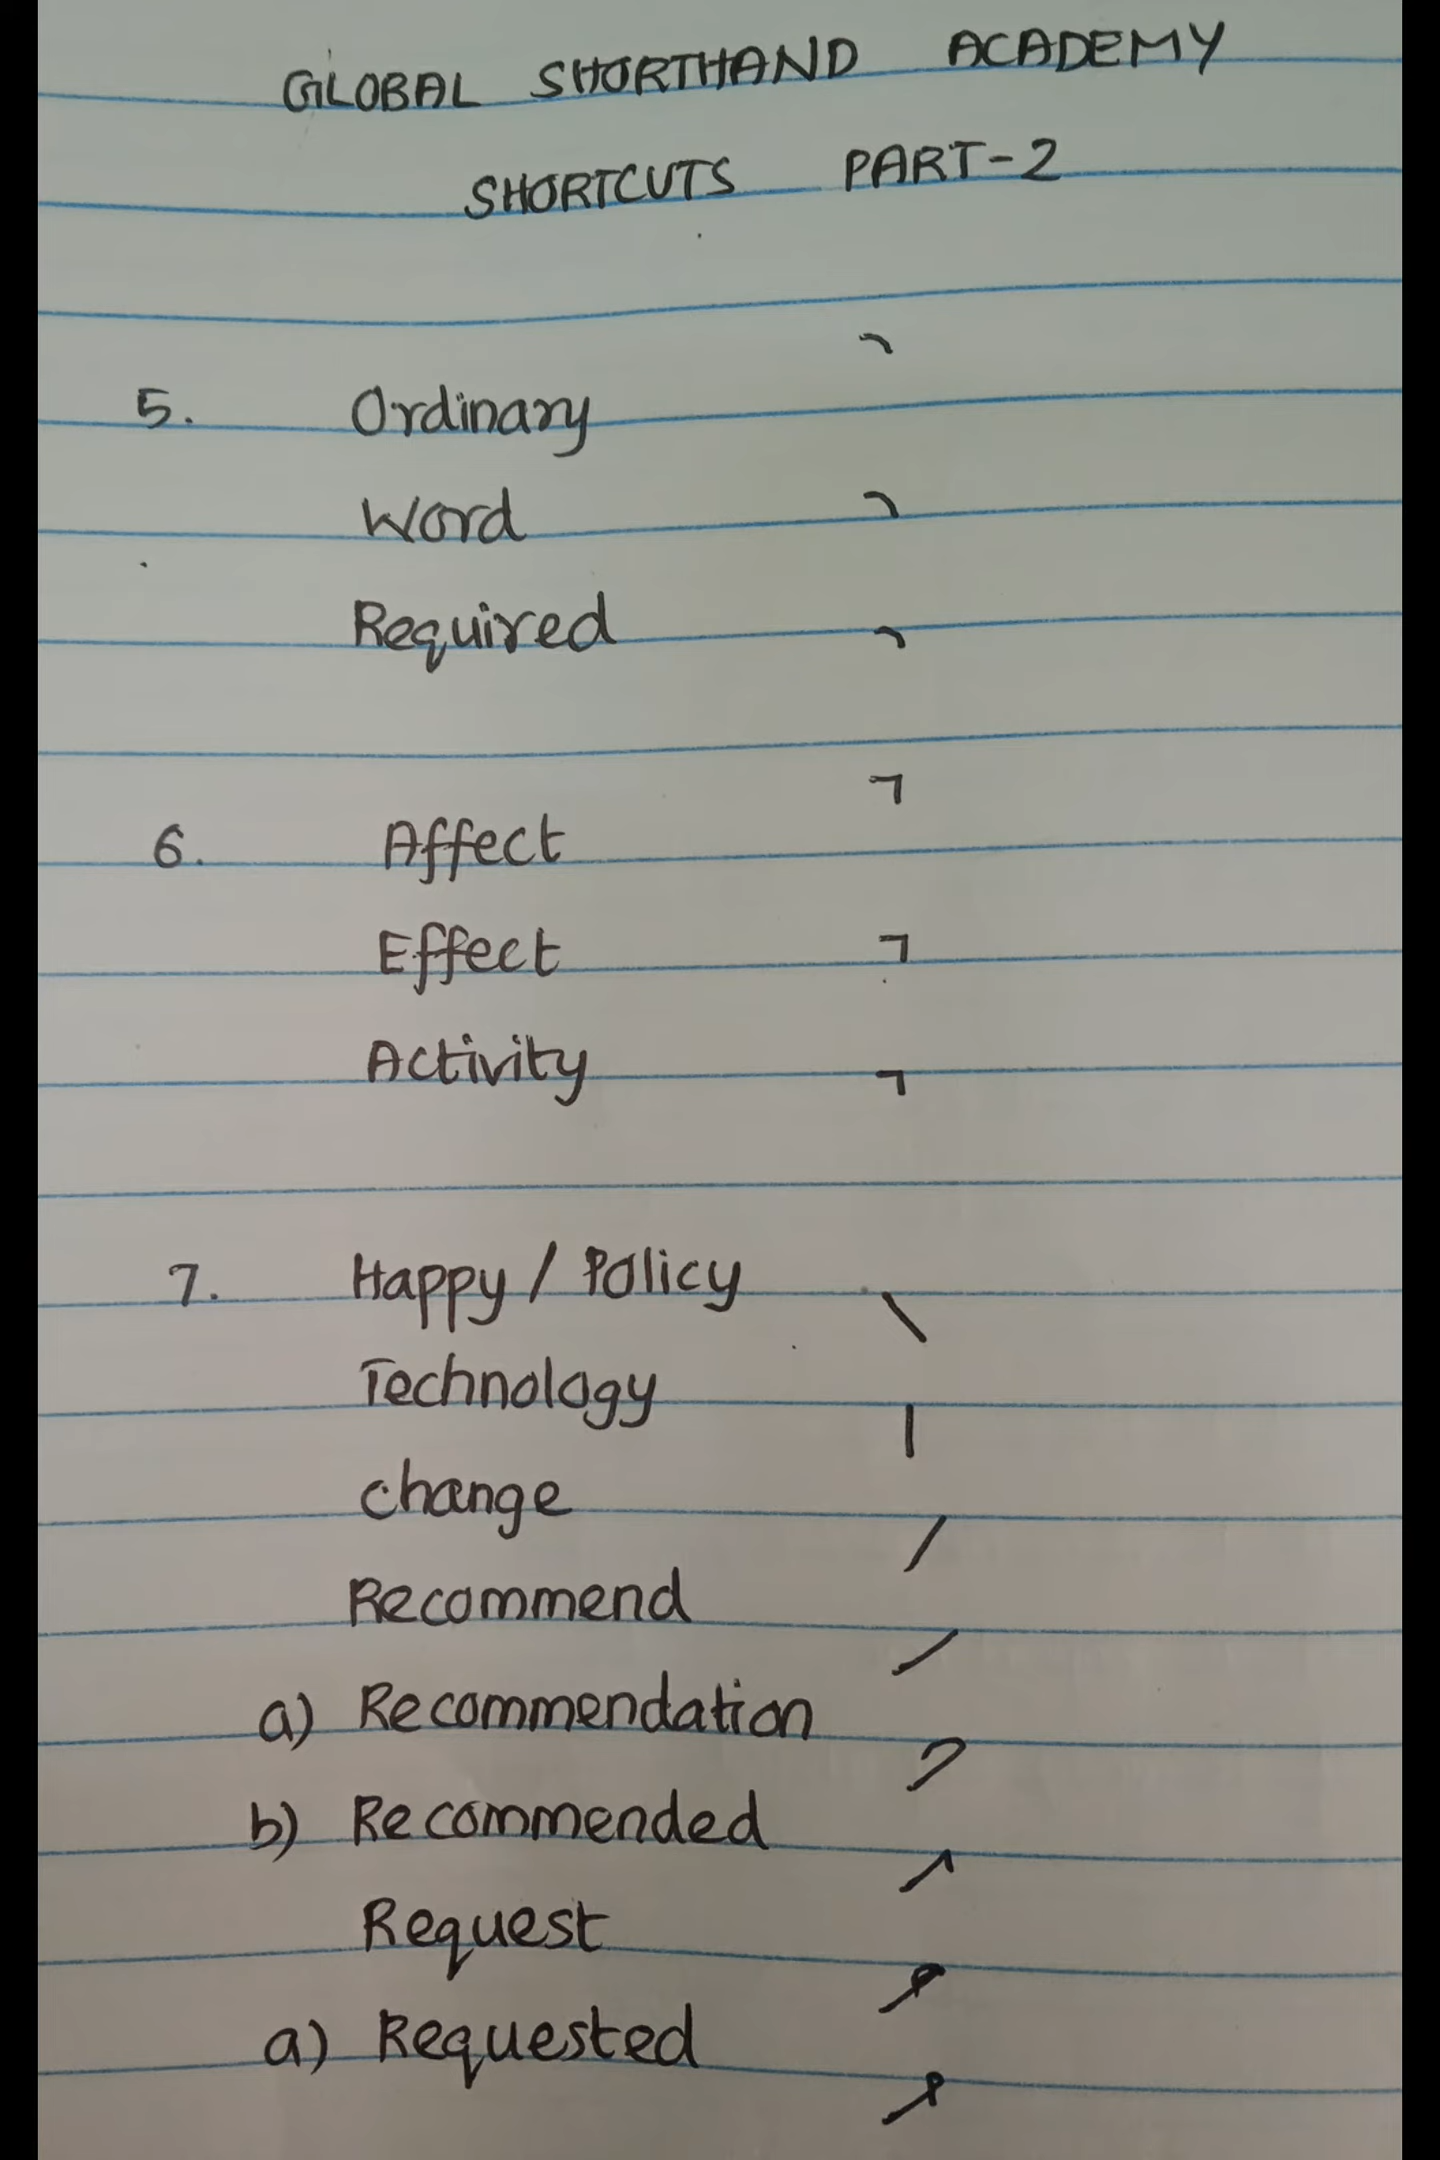 GLOBAL SHORTHAND ACADEMY
SHORTCUTS PART-2
5. Ordinary
Word
Required
6. Affect
Effect
Activity
7. Happy / Policy
Technology
change
Recommend
a) Recommendation
b) Recommended
Request
a) Requested